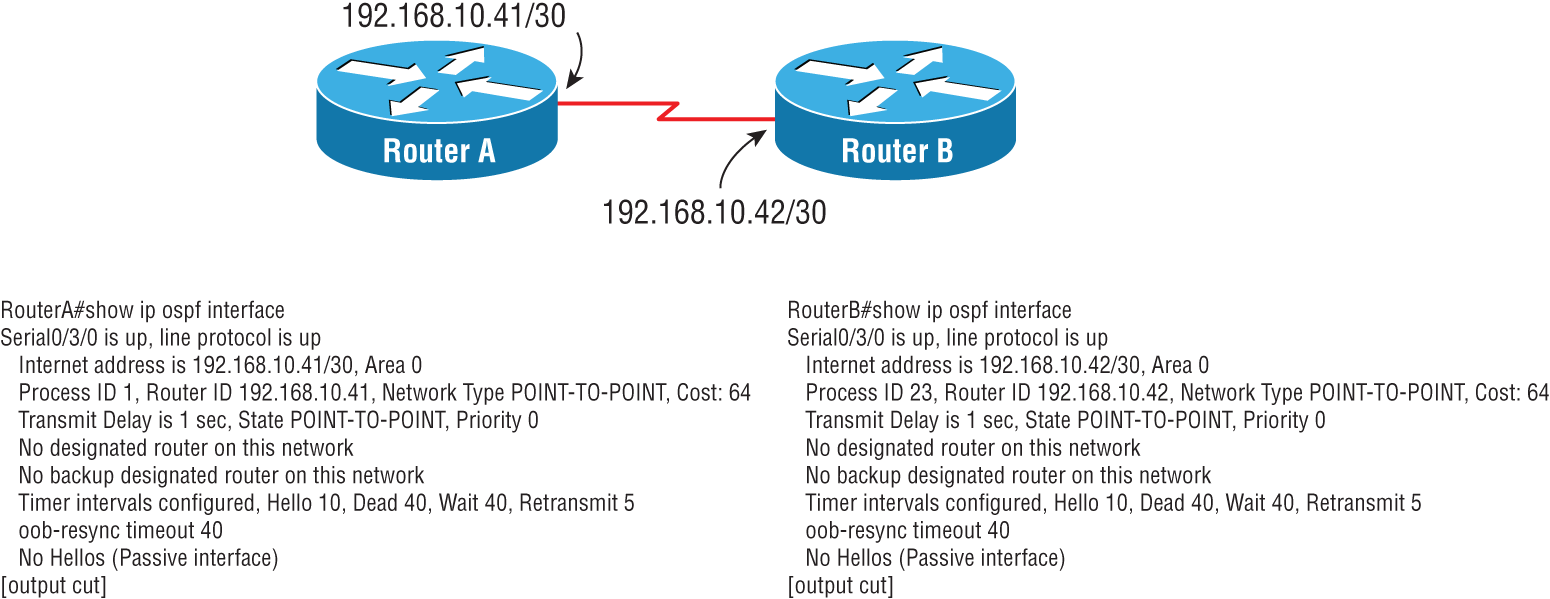 192.168.10.41/30
Router A
Router B
192.168.10.42/30
RouterA#show ip ospf interface
Serial0/3/0 is up, line protocol is up
Internet address is 192.168.10.41/30, Area 0
Process ID 1, Router ID 192.168.10.41, Network Type POINT-TO-POINT, Cost: 64
Transmit Delay is 1 sec, State POINT-TO-POINT, Priority 0
No designated router on this network
No backup designated router on this network
Timer intervals configured, Hello 10, Dead 40, Wait 40, Retransmit 5
oob-resync timeout 40
No Hellos (Passive interface)
[output cut]
RouterB#show ip ospf interface
Serial0/3/0 is up, line protocol is up
Internet address is 192.168.10.42/30, Area 0
Process ID 23, Router ID 192.168.10.42, Network Type POINT-TO-POINT, Cost: 64
Transmit Delay is 1 sec, State POINT-TO-POINT, Priority 0
No designated router on this network
No backup designated router on this network
Timer intervals configured, Hello 10, Dead 40, Wait 40, Retransmit 5
oob-resync timeout 40
No Hellos (Passive interface)
[output cut]